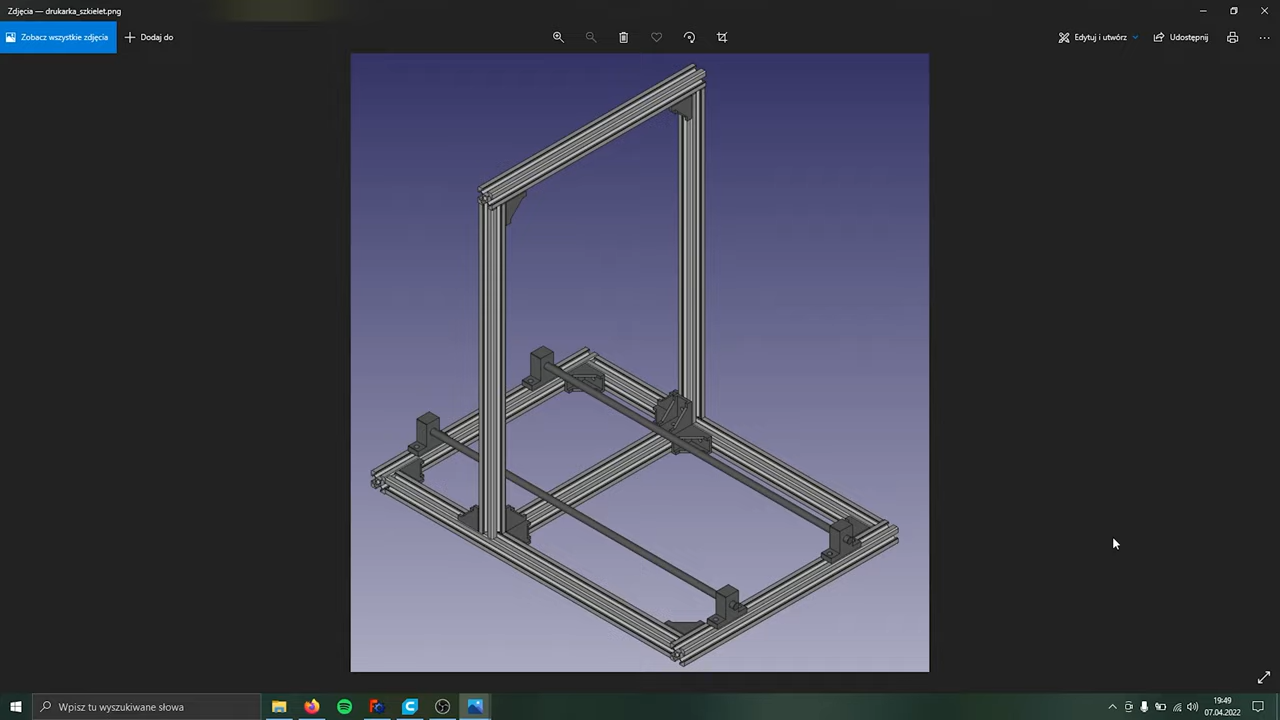 Zdjęcia — drukarka_szkielet.png
Zobacz wszystkie zdjęcia
Dodaj do
Edytuj i utwórz
Udostępnij
Wpisz tu wyszukiwane słowa
19:49
07.04.2022